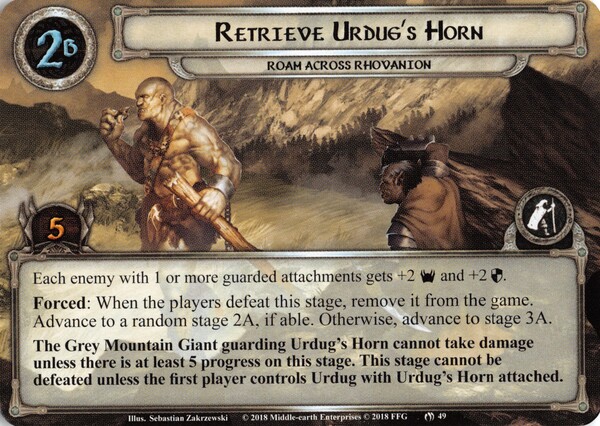 2B
RETRIEVE URDUG'S HORN
ROAM ACROSS RHOVANION
5
Each enemy with 1 or more guarded attachments gets +2 and +2.
Forced: When the players defeat this stage, remove it from the game.
Advance to a random stage 2A, if able. Otherwise, advance to stage 3A.
The Grey Mountain Giant guarding Urdug's Horn cannot take damage
unless there is at least 5 progress on this stage. This stage cannot be
defeated unless the first player controls Urdug with Urdug's Horn attached.
Illus. Sebastian Zakrzewski © 2018 Middle-earth Enterprises © 2018 FFG 49